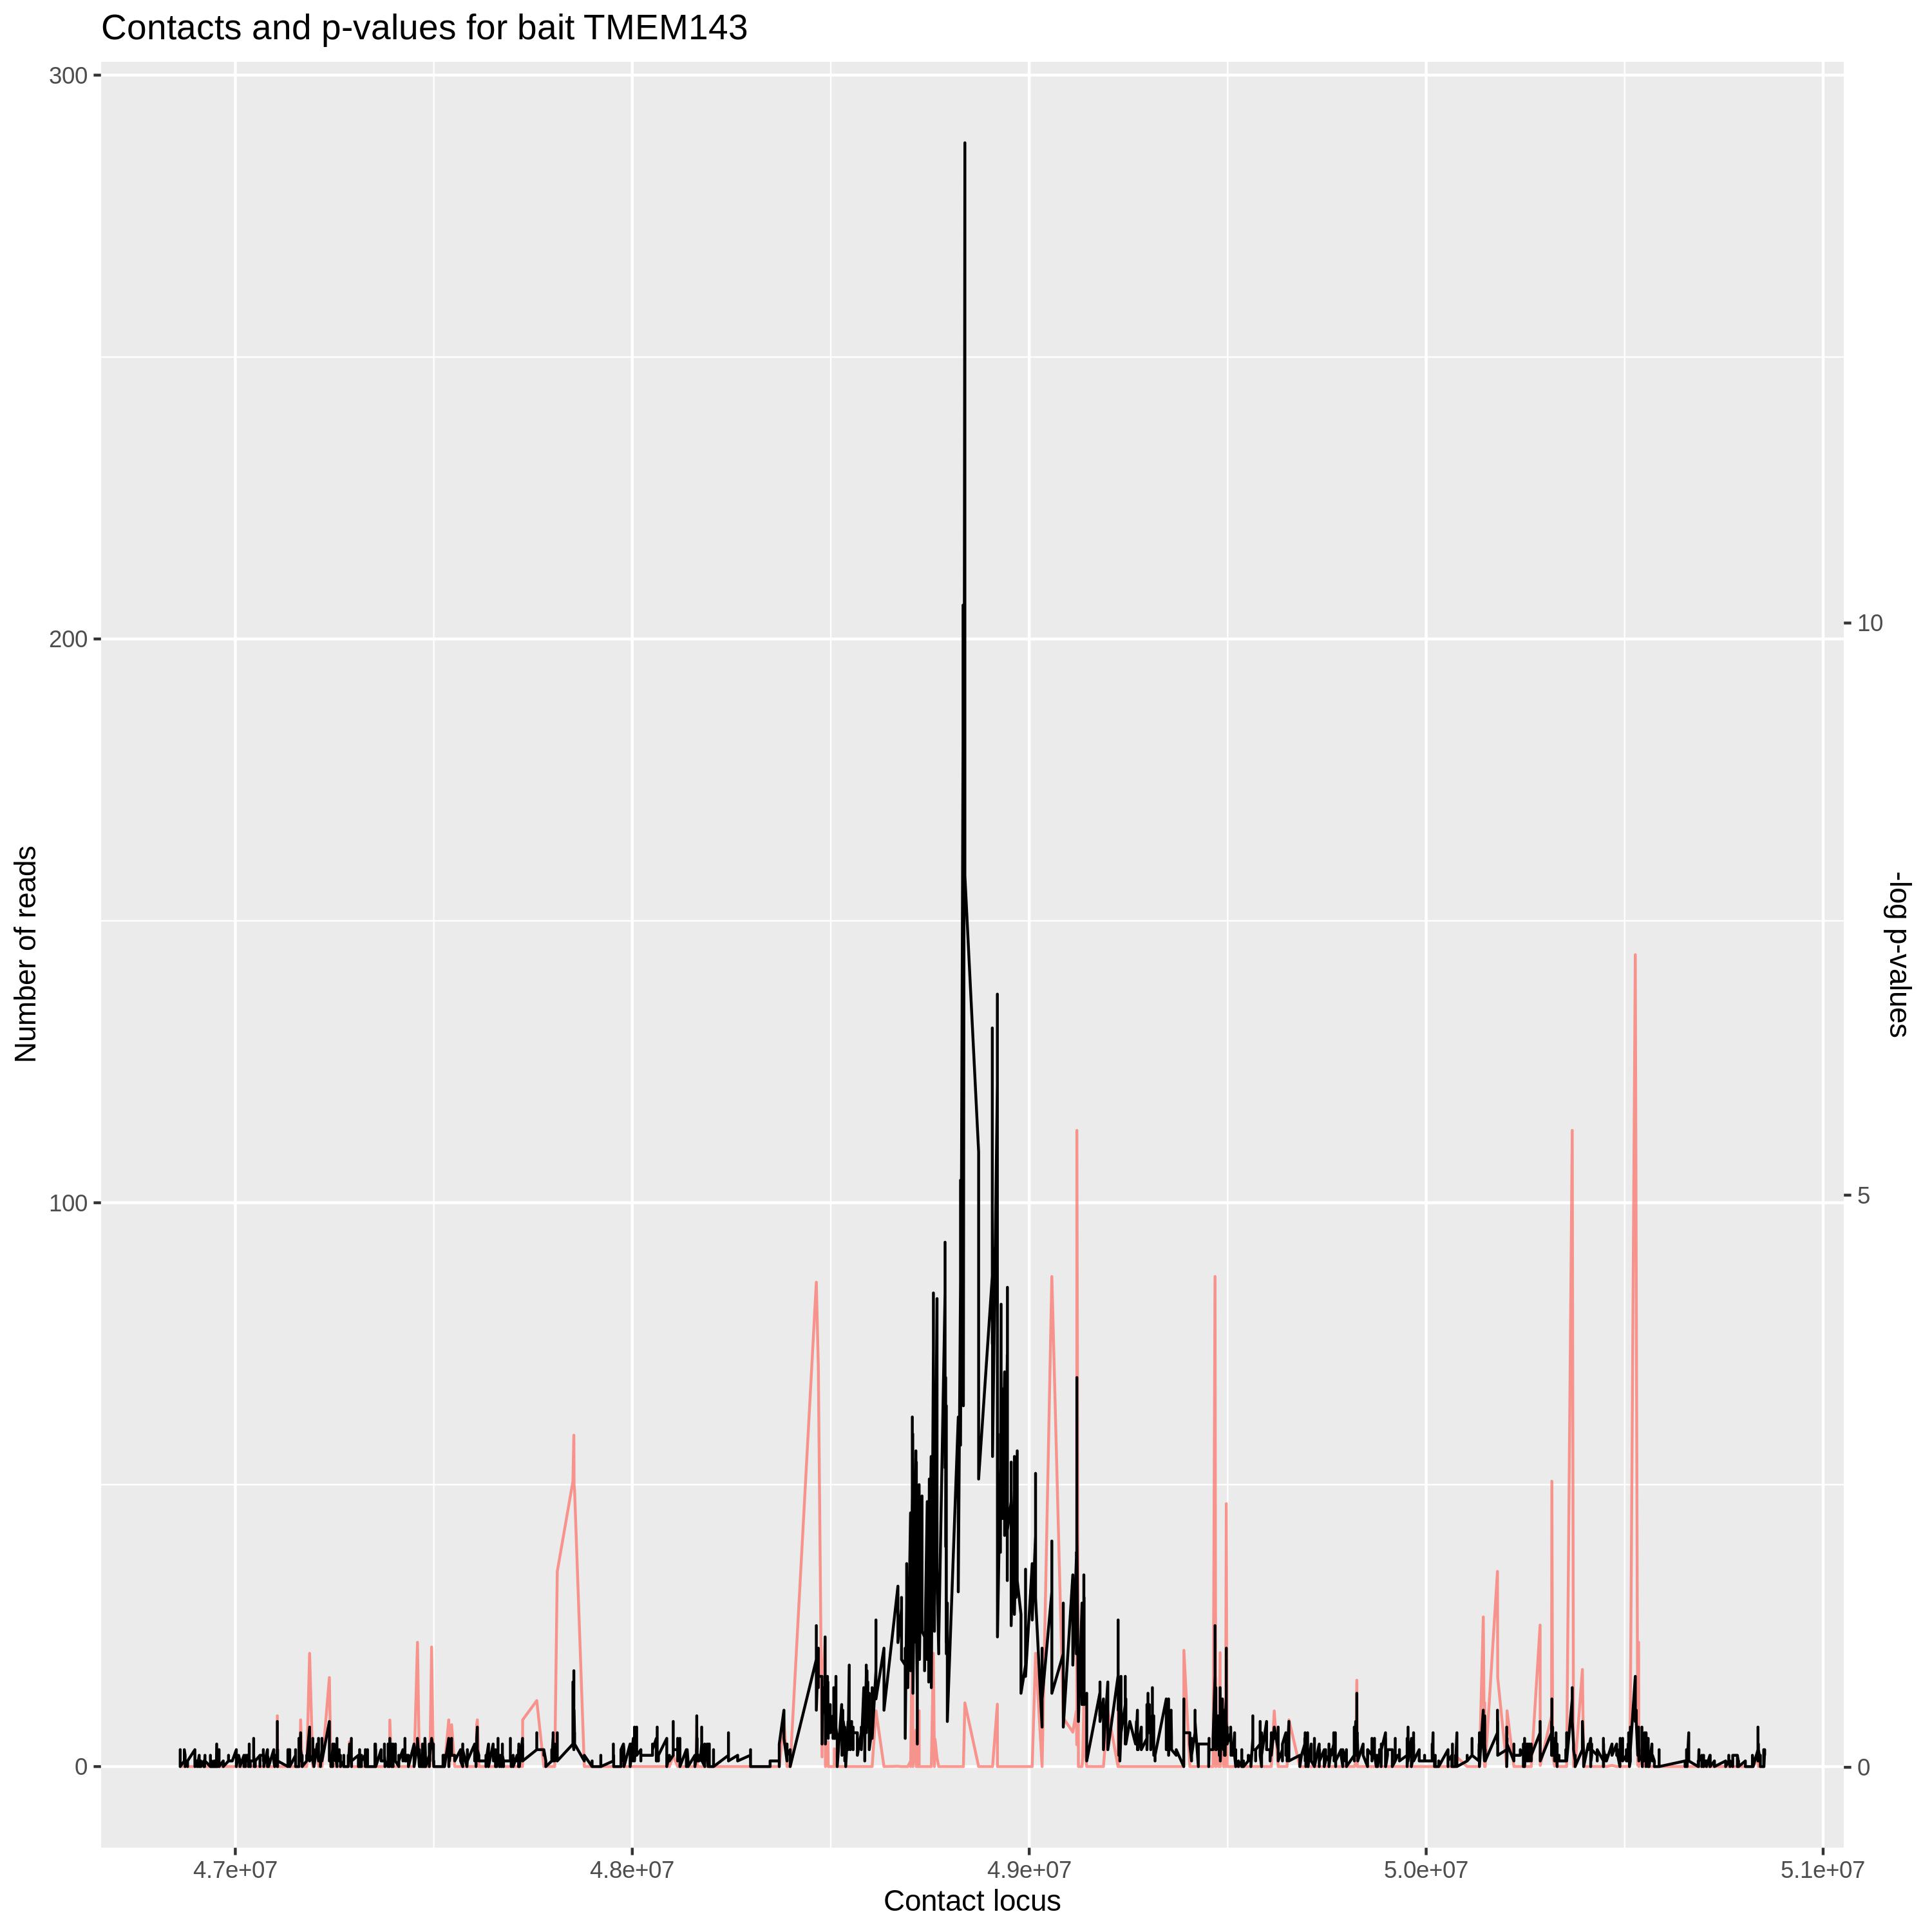 Contacts and p-values for bait TMEM143
300
200
100
0
Number of reads
10
5
0
-log p-values
4.7e+07
4.8e+07
4.9e+07
5.0e+07
5.1e+07
Contact locus